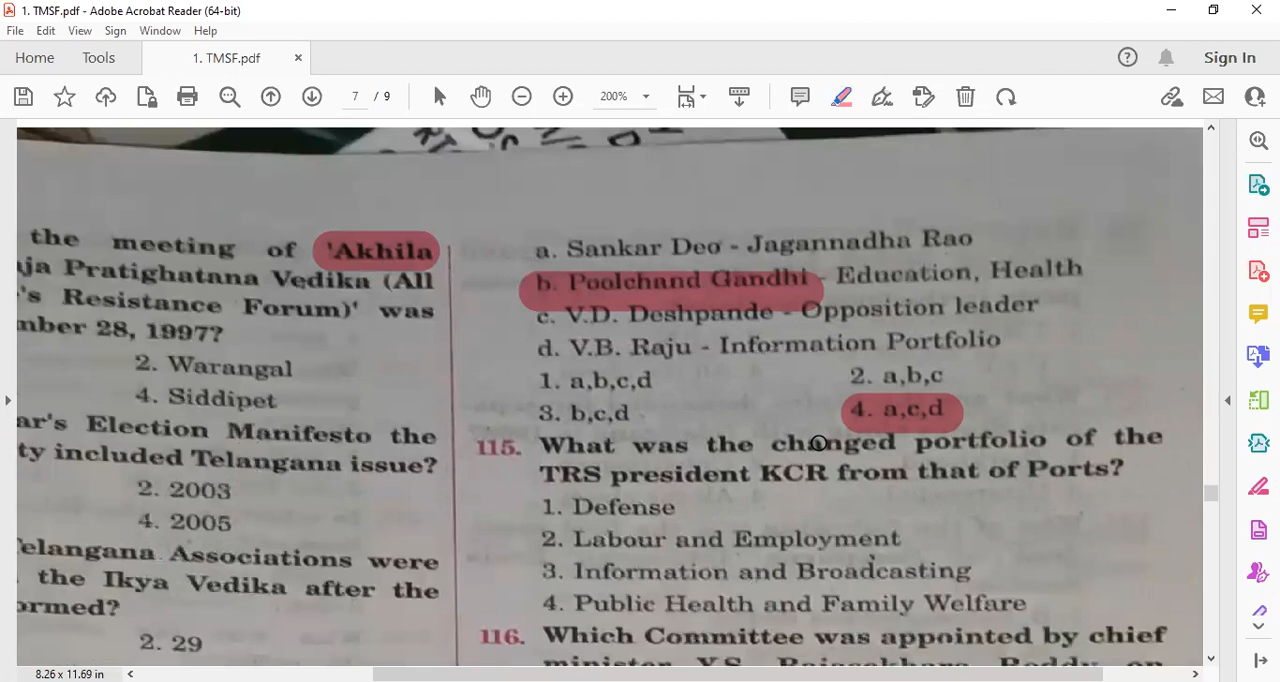 1. TMSF.pdf - Adobe Acrobat Reader (64-bit)
File Edit View Sign Window Help
Home Tools 1. TMSF.pdf × Sign In
7 / 9 200%
the meeting of 'Akhila
ja Pratighatana Vedika (All
's Resistance Forum)' was
mber 28, 1997?
2. Warangal
4. Siddipet
ar's Election Manifesto the
ty included Telangana issue?
2. 2003
4. 2005
Telangana Associations were
the Ikya Vedika after the
ormed?
2. 29
a. Sankar Deo - Jagannadha Rao
b. Poolchand Gandhi - Education, Health
c. V.D. Deshpande - Opposition leader
d. V.B. Raju - Information Portfolio
1. a,b,c,d 2. a,b,c
3. b,c,d 4. a,c,d
115. What was the changed portfolio of the
TRS president KCR from that of Ports?
1. Defense
2. Labour and Employment
3. Information and Broadcasting
4. Public Health and Family Welfare
116. Which Committee was appointed by chief
minister Y.S. Rajasekhara Reddy on
8.26 x 11.69 in